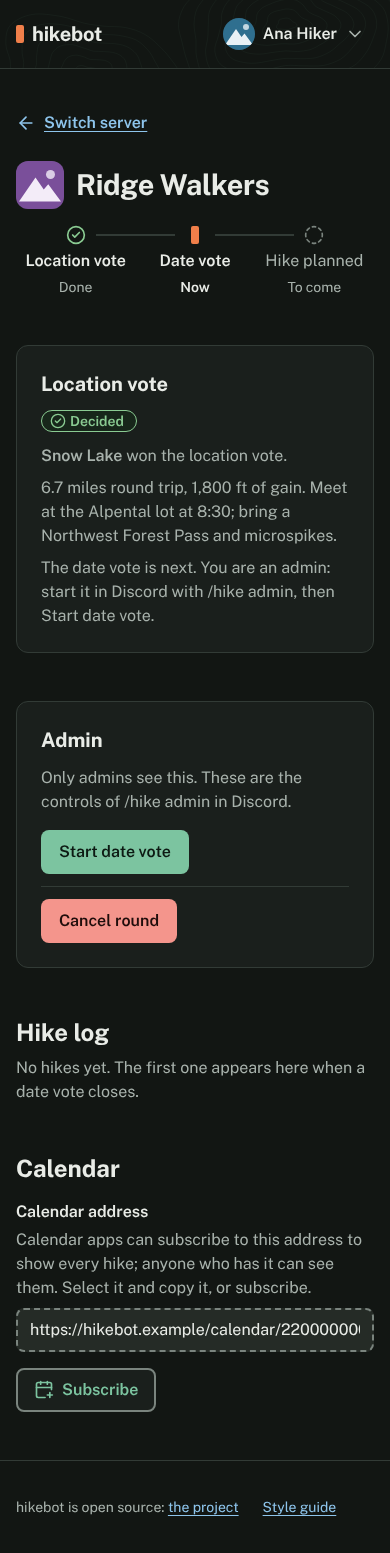 hikebot
Ana Hiker
Switch server
Ridge Walkers
Location vote
Done
Date vote
Now
Hike planned
To come
Location vote
Decided
Snow Lake won the location vote.
6.7 miles round trip, 1,800 ft of gain. Meet
at the Alpental lot at 8:30; bring a
Northwest Forest Pass and microspikes.
The date vote is next. You are an admin:
start it in Discord with /hike admin, then
Start date vote.
Admin
Only admins see this. These are the
controls of /hike admin in Discord.
Start date vote
Cancel round
Hike log
No hikes yet. The first one appears here when a
date vote closes.
Calendar
Calendar address
Calendar apps can subscribe to this address to
show every hike; anyone who has it can see
them. Select it and copy it, or subscribe.
https://hikebot.example/calendar/22000000
Subscribe
hikebot is open source: the project
Style guide